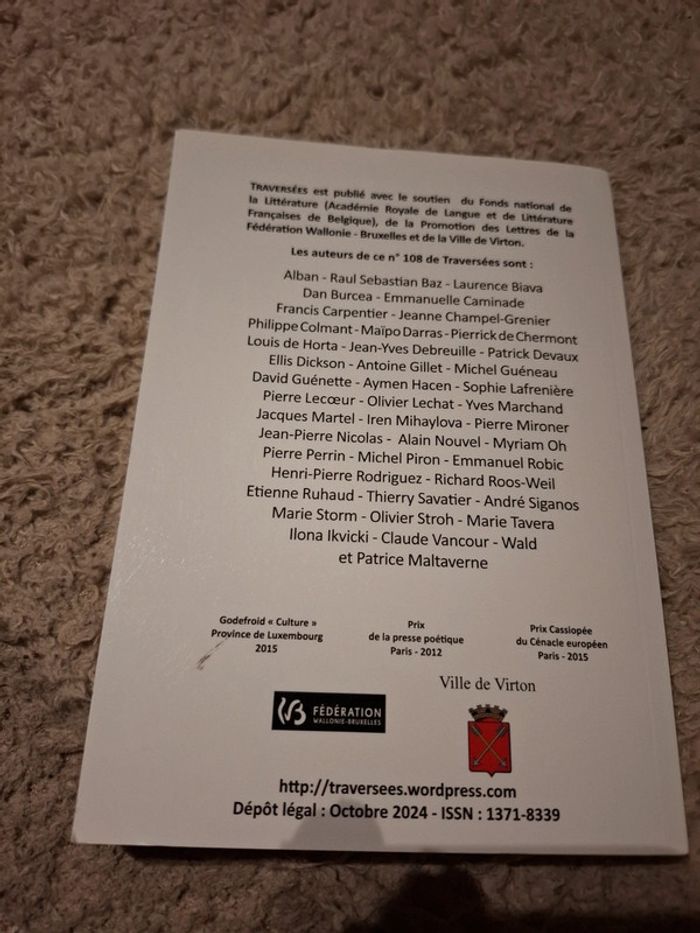 TRAVERSÉES est publié avec le soutien du Fonds national de
la Littérature (Académie Royale de Langue et de Littérature
Françaises de Belgique), de la Promotion des Lettres de la
Fédération Wallonie - Bruxelles et de la Ville de Virton.
Les auteurs de ce n° 108 de Traversées sont :
Alban - Raul Sebastian Baz - Laurence Biava
Dan Burcea - Emmanuelle Caminade
Francis Carpentier - Jeanne Champel-Grenier
Philippe Colmant - Maïpo Darras - Pierrick de Chermont
Louis de Horta - Jean-Yves Debreuille - Patrick Devaux
Ellis Dickson - Antoine Gillet - Michel Guéneau
David Guénette - Aymen Hacen - Sophie Lafrenière
Pierre Lecœur - Olivier Lechat - Yves Marchand
Jacques Martel - Iren Mihaylova - Pierre Mironer
Jean-Pierre Nicolas - Alain Nouvel - Myriam Oh
Pierre Perrin - Michel Piron - Emmanuel Robic
Henri-Pierre Rodriguez - Richard Roos-Weil
Etienne Ruhaud - Thierry Savatier - André Siganos
Marie Storm - Olivier Stroh - Marie Tavera
Ilona Ikvicki - Claude Vancour - Wald
et Patrice Maltaverne
Godefroid « Culture »
Province de Luxembourg
2015
Prix
de la presse poétique
Paris - 2012
Prix Cassiopée
du Cénacle européen
Paris - 2015
Ville de Virton
FÉDÉRATION
WALLONIE-BRUXELLES
http://traversees.wordpress.com
Dépôt légal : Octobre 2024 - ISSN : 1371-8339